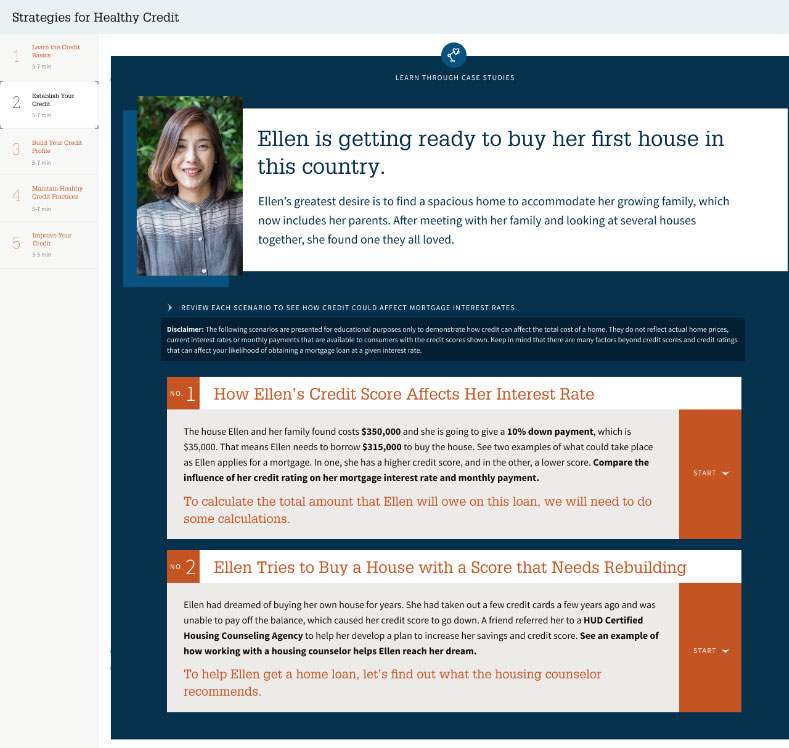 Strategies for Healthy Credit
1
Learn the Credit
Basics
5-7 min
2
Establish Your
Credit
5-7 min
3
Build Your Credit
Profile
5-7 min
4
Maintain Healthy
Credit Practices
5-7 min
5
Improve Your
Credit
3-5 min
LEARN THROUGH CASE STUDIES
Ellen is getting ready to buy her first house in
this country.
Ellen’s greatest desire is to find a spacious home to accommodate her growing family, which
now includes her parents. After meeting with her family and looking at several houses
together, she found one they all loved.
REVIEW EACH SCENARIO TO SEE HOW CREDIT COULD AFFECT MORTGAGE INTEREST RATES.
Disclaimer: The following scenarios are presented for educational purposes only to demonstrate how credit can affect the total cost of a home. They do not reflect actual home prices,
current interest rates or monthly payments that are available to consumers with the credit scores shown. Keep in mind that there are many factors beyond credit scores and credit ratings
that can affect your likelihood of obtaining a mortgage loan at a given interest rate.
NO. 1 How Ellen’s Credit Score Affects Her Interest Rate
The house Ellen and her family found costs $350,000 and she is going to give a 10% down payment, which is
$35,000. That means Ellen needs to borrow $315,000 to buy the house. See two examples of what could take place
as Ellen applies for a mortgage. In one, she has a higher credit score, and in the other, a lower score. Compare the
influence of her credit rating on her mortgage interest rate and monthly payment.
To calculate the total amount that Ellen will owe on this loan, we will need to do
some calculations.
START
NO. 2 Ellen Tries to Buy a House with a Score that Needs Rebuilding
Ellen had dreamed of buying her own house for years. She had taken out a few credit cards a few years ago and was
unable to pay off the balance, which caused her credit score to go down. A friend referred her to a HUD Certified
Housing Counseling Agency to help her develop a plan to increase her savings and credit score. See an example of
how working with a housing counselor helps Ellen reach her dream.
To help Ellen get a home loan, let’s find out what the housing counselor
recommends.
START